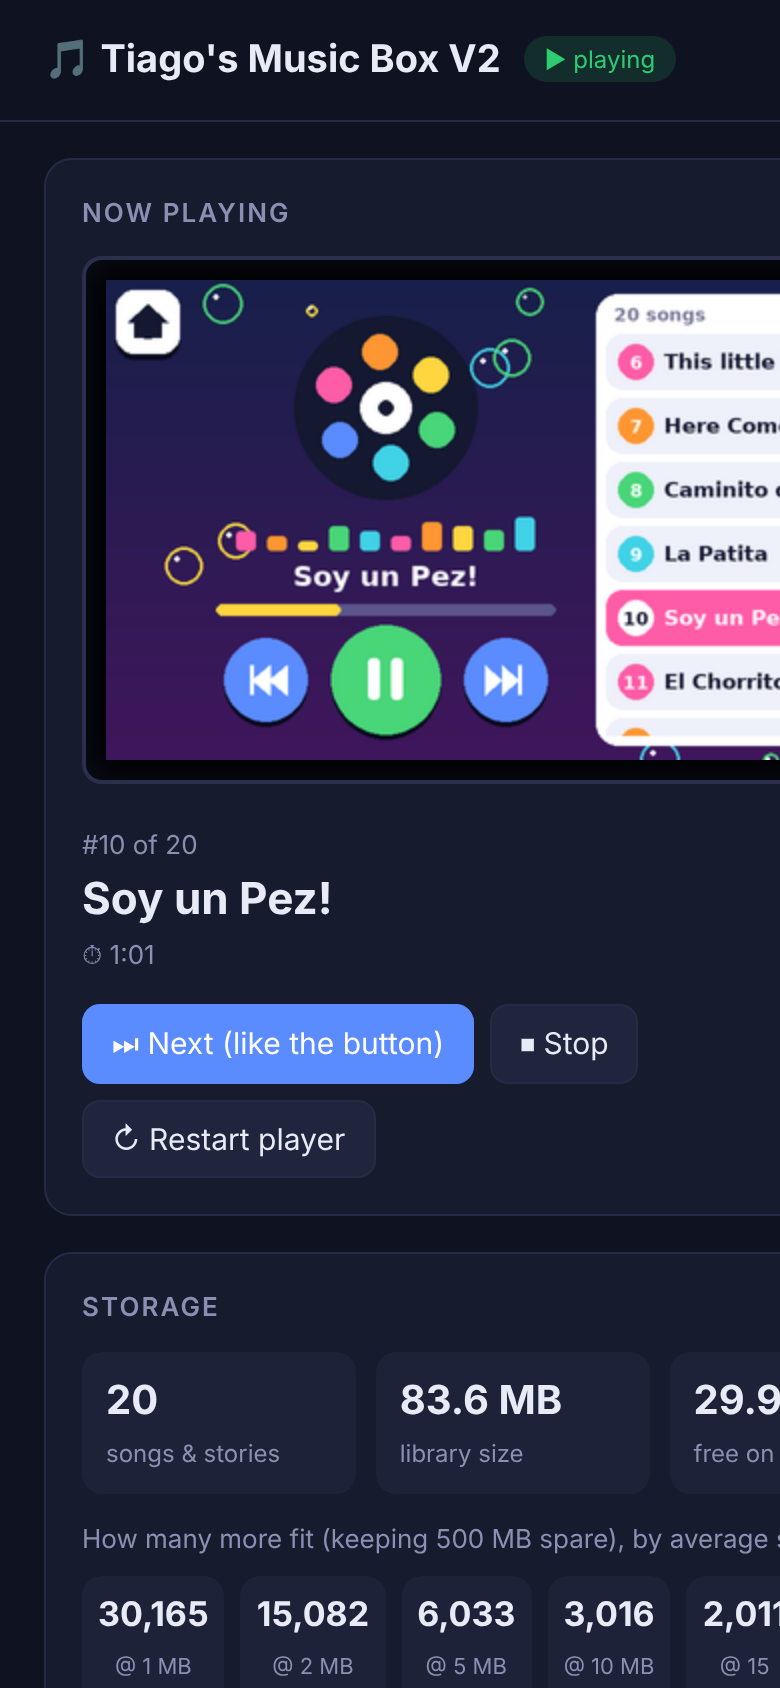 Tiago's Music Box V2 ▶ playing
NOW PLAYING
20 songs
6 This little
7 Here Com
8 Caminito
9 La Patita
10 Soy un Pe
11 El Chorrito
Soy un Pez!
#10 of 20
Soy un Pez!
⏱ 1:01
⏭ Next (like the button)
■ Stop
↻ Restart player
STORAGE
20
songs & stories
83.6 MB
library size
29.9
free on
How many more fit (keeping 500 MB spare), by average
30,165
@ 1 MB
15,082
@ 2 MB
6,033
@ 5 MB
3,016
@ 10 MB
2,011
@ 15